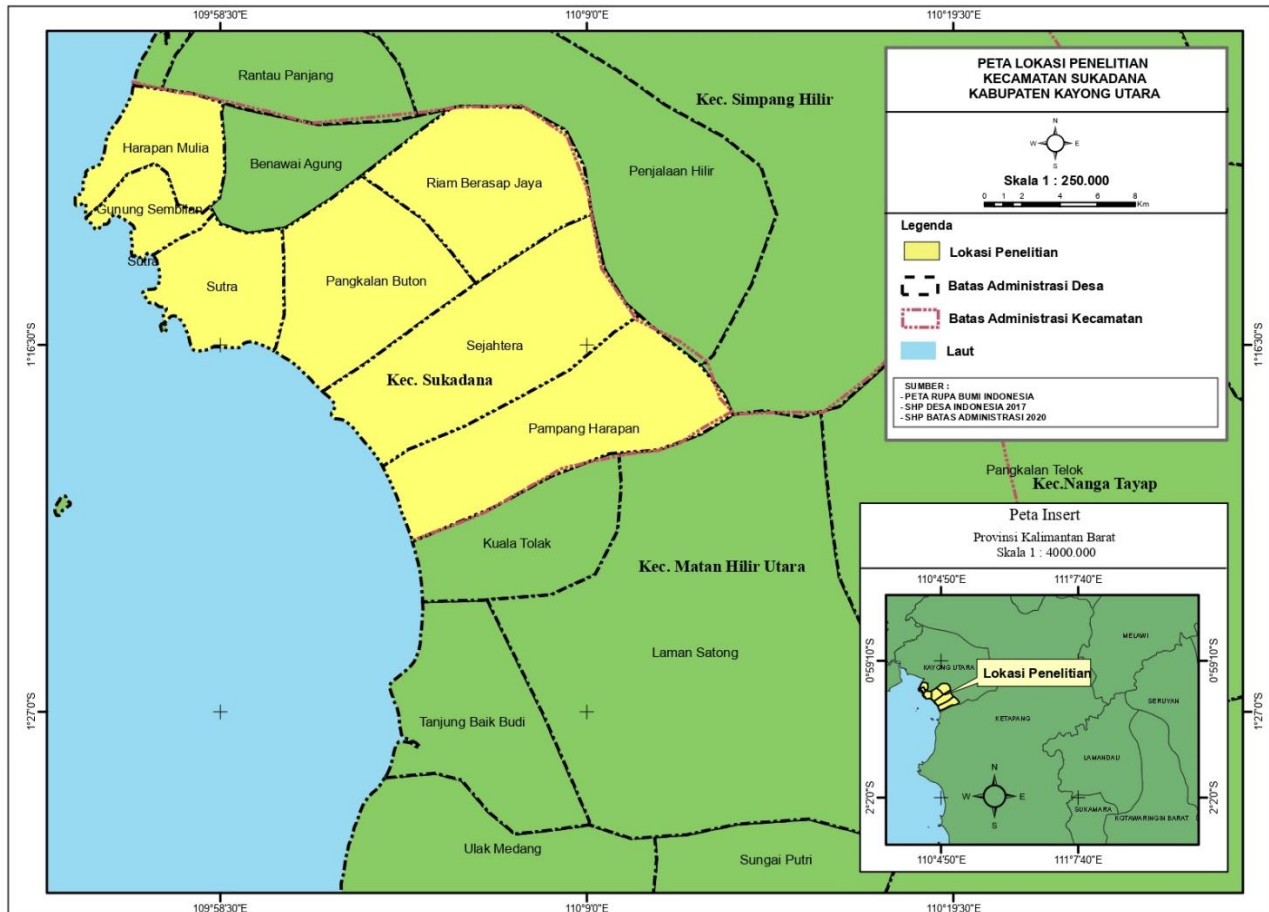 109°58'30"E
110°9'0"E
110°19'30"E
1°16'30"S
1°27'0"S
1°16'30"S
1°27'0"S
109°58'30"E
110°9'0"E
110°19'30"E
Rantau Panjang
Kec. Simpang Hilir
Harapan Mulia
Benawai Agung
Riam Berasap Jaya
Penjalaan Hilir
Gunung Sembilan
Sutra
Sutra
Pangkalan Buton
Sejahtera
Kec. Sukadana
Pampang Harapan
Pangkalan Telok
Kec.Nanga Tayap
Kuala Tolak
Kec. Matan Hilir Utara
Laman Satong
Tanjung Baik Budi
Ulak Medang
Sungai Putri
PETA LOKASI PENELITIAN
KECAMATAN SUKADANA
KABUPATEN KAYONG UTARA
N
W E
S
Skala 1 : 250.000
0 1 2 4 6 8
Km
Legenda
Lokasi Penelitian
Batas Administrasi Desa
Batas Administrasi Kecamatan
Laut
SUMBER :
- PETA RUPA BUMI INDONESIA
- SHP DESA INDONESIA 2017
- SHP BATAS ADMINISTRASI 2020
Peta Insert
Provinsi Kalimantan Barat
Skala 1 : 4000.000
110°4'50"E
111°7'40"E
0°59'10"S
2°2'0"S
0°59'10"S
2°2'0"S
MELAWI
KAYONG UTARA
Lokasi Penelitian
SERUYAN
KETAPANG
LAMANDAU
N
W E
S
SUKAMARA
KOTAWARINGIN BARAT
110°4'50"E
111°7'40"E